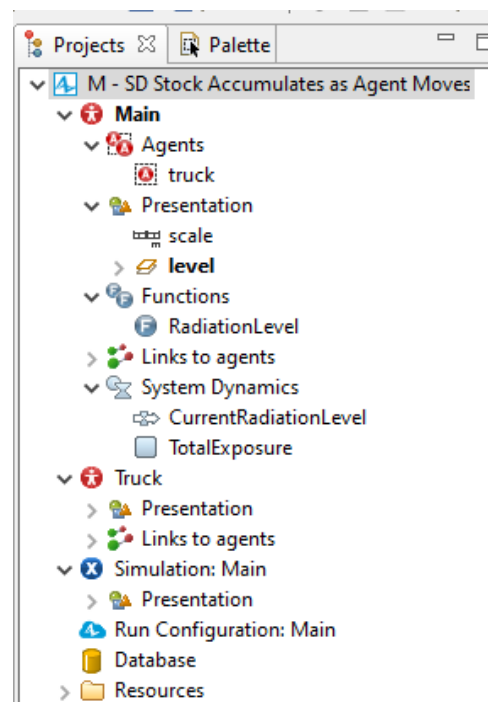 Projects Palette
M - SD Stock Accumulates as Agent Moves
Main
Agents
truck
Presentation
scale
level
Functions
RadiationLevel
Links to agents
System Dynamics
CurrentRadiationLevel
TotalExposure
Truck
Presentation
Links to agents
Simulation: Main
Presentation
Run Configuration: Main
Database
Resources